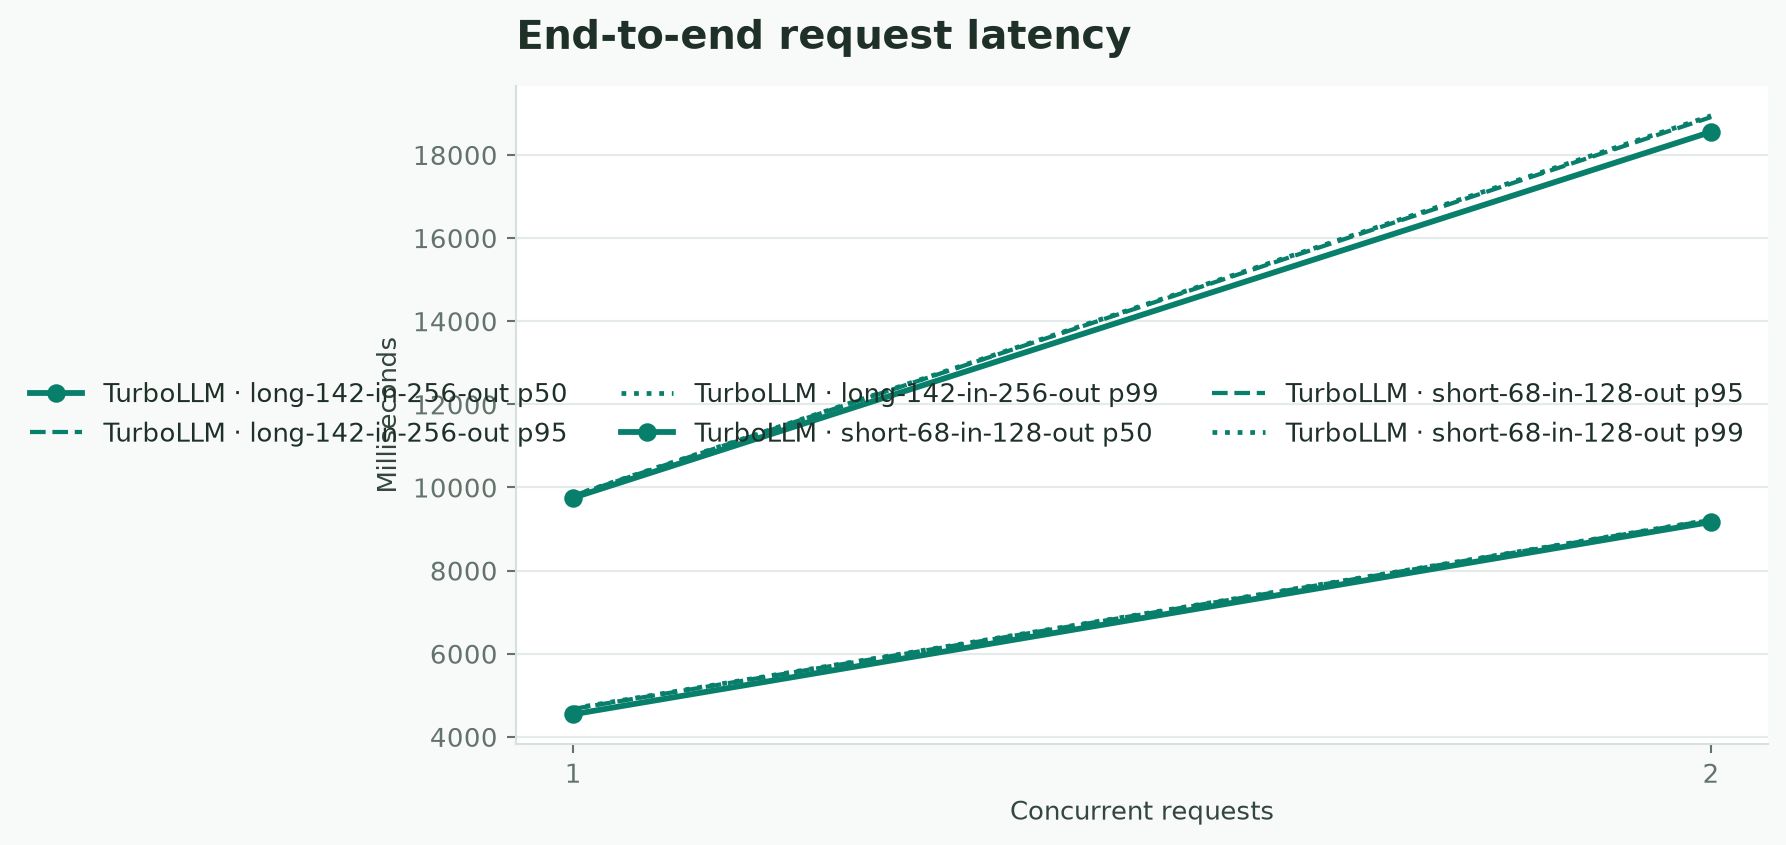 End-to-end request latency
18000
16000
14000
12000
10000
8000
6000
4000
Milliseconds
TurboLLM · long-142-in-256-out p50
TurboLLM · long-142-in-256-out p95
TurboLLM · long-142-in-256-out p99
TurboLLM · short-68-in-128-out p50
TurboLLM · short-68-in-128-out p95
TurboLLM · short-68-in-128-out p99
1
2
Concurrent requests